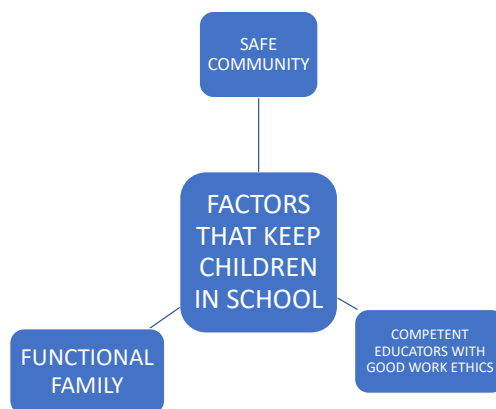 SAFE
COMMUNITY
FACTORS
THAT KEEP
CHILDREN
IN SCHOOL
FUNCTIONAL
FAMILY
COMPETENT
EDUCATORS WITH
GOOD WORK ETHICS